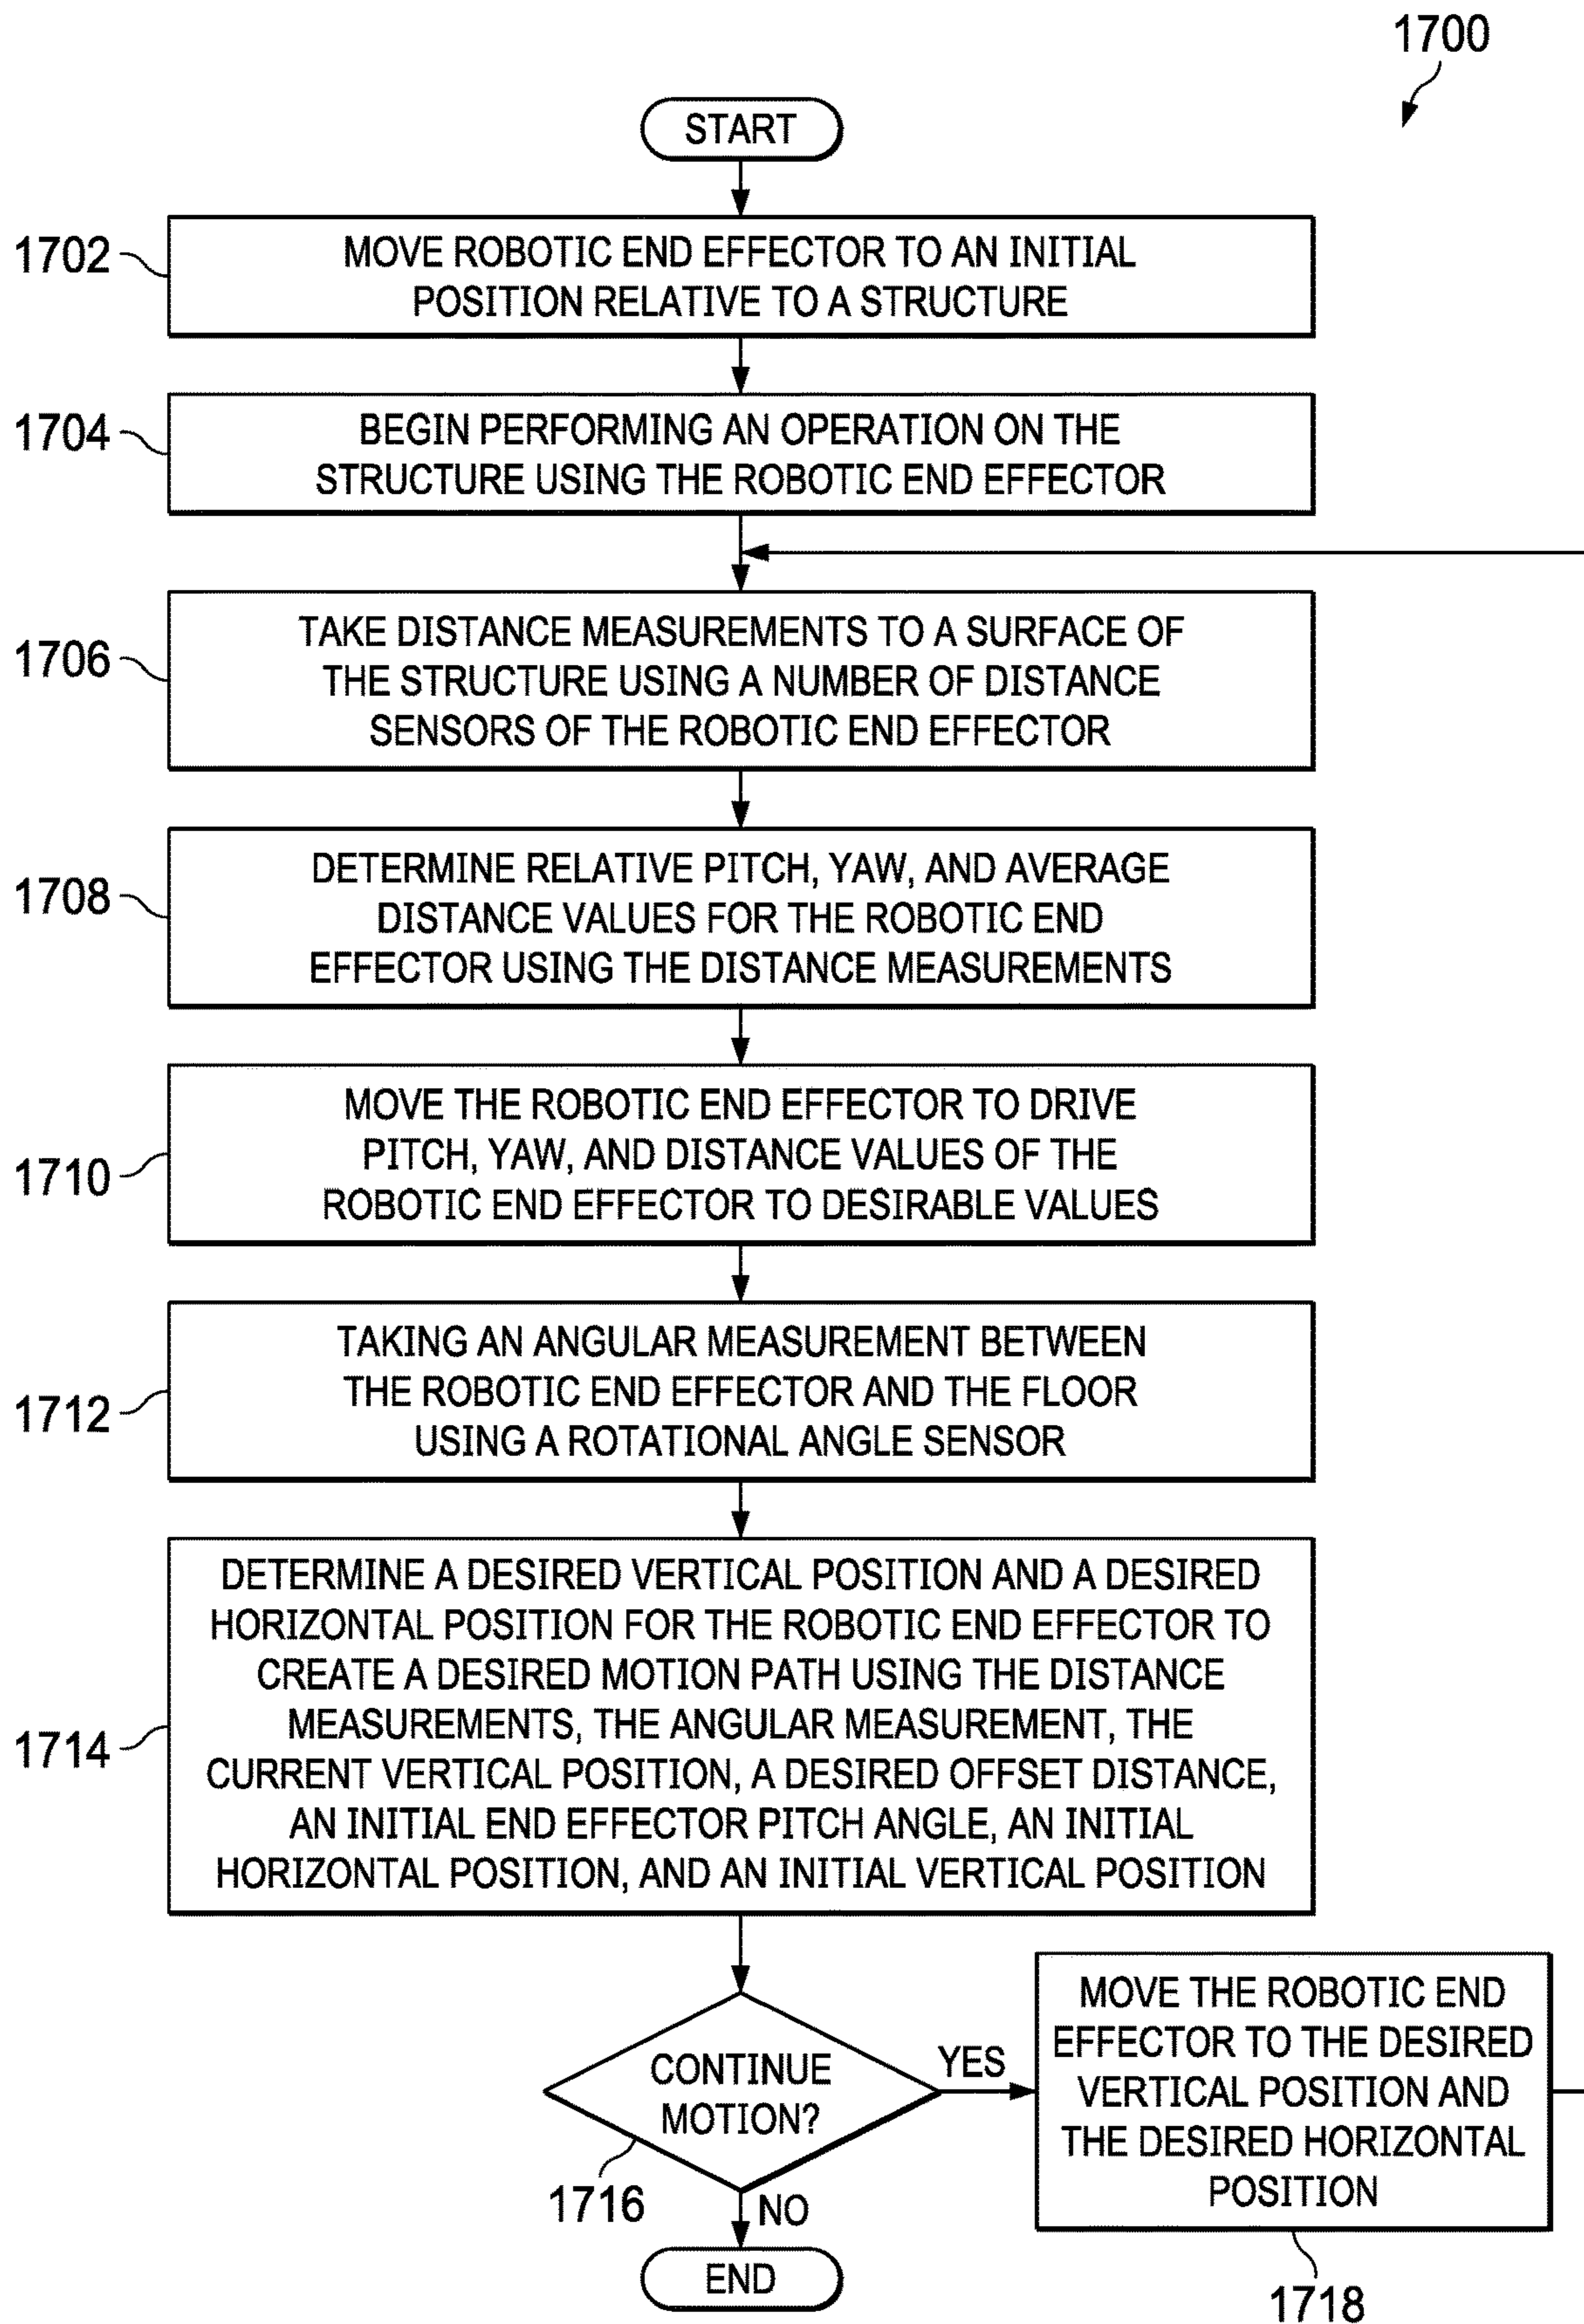 1700
START
1702
MOVE ROBOTIC END EFFECTOR TO AN INITIAL
POSITION RELATIVE TO A STRUCTURE
1704
BEGIN PERFORMING AN OPERATION ON THE
STRUCTURE USING THE ROBOTIC END EFFECTOR
1706
TAKE DISTANCE MEASUREMENTS TO A SURFACE OF
THE STRUCTURE USING A NUMBER OF DISTANCE
SENSORS OF THE ROBOTIC END EFFECTOR
1708
DETERMINE RELATIVE PITCH, YAW, AND AVERAGE
DISTANCE VALUES FOR THE ROBOTIC END
EFFECTOR USING THE DISTANCE MEASUREMENTS
1710
MOVE THE ROBOTIC END EFFECTOR TO DRIVE
PITCH, YAW, AND DISTANCE VALUES OF THE
ROBOTIC END EFFECTOR TO DESIRABLE VALUES
1712
TAKING AN ANGULAR MEASUREMENT BETWEEN
THE ROBOTIC END EFFECTOR AND THE FLOOR
USING A ROTATIONAL ANGLE SENSOR
1714
DETERMINE A DESIRED VERTICAL POSITION AND A DESIRED
HORIZONTAL POSITION FOR THE ROBOTIC END EFFECTOR TO
CREATE A DESIRED MOTION PATH USING THE DISTANCE
MEASUREMENTS, THE ANGULAR MEASUREMENT, THE
CURRENT VERTICAL POSITION, A DESIRED OFFSET DISTANCE,
AN INITIAL END EFFECTOR PITCH ANGLE, AN INITIAL
HORIZONTAL POSITION, AND AN INITIAL VERTICAL POSITION
CONTINUE
MOTION?
1716
YES
MOVE THE ROBOTIC END
EFFECTOR TO THE DESIRED
VERTICAL POSITION AND
THE DESIRED HORIZONTAL
POSITION
1718
NO
END